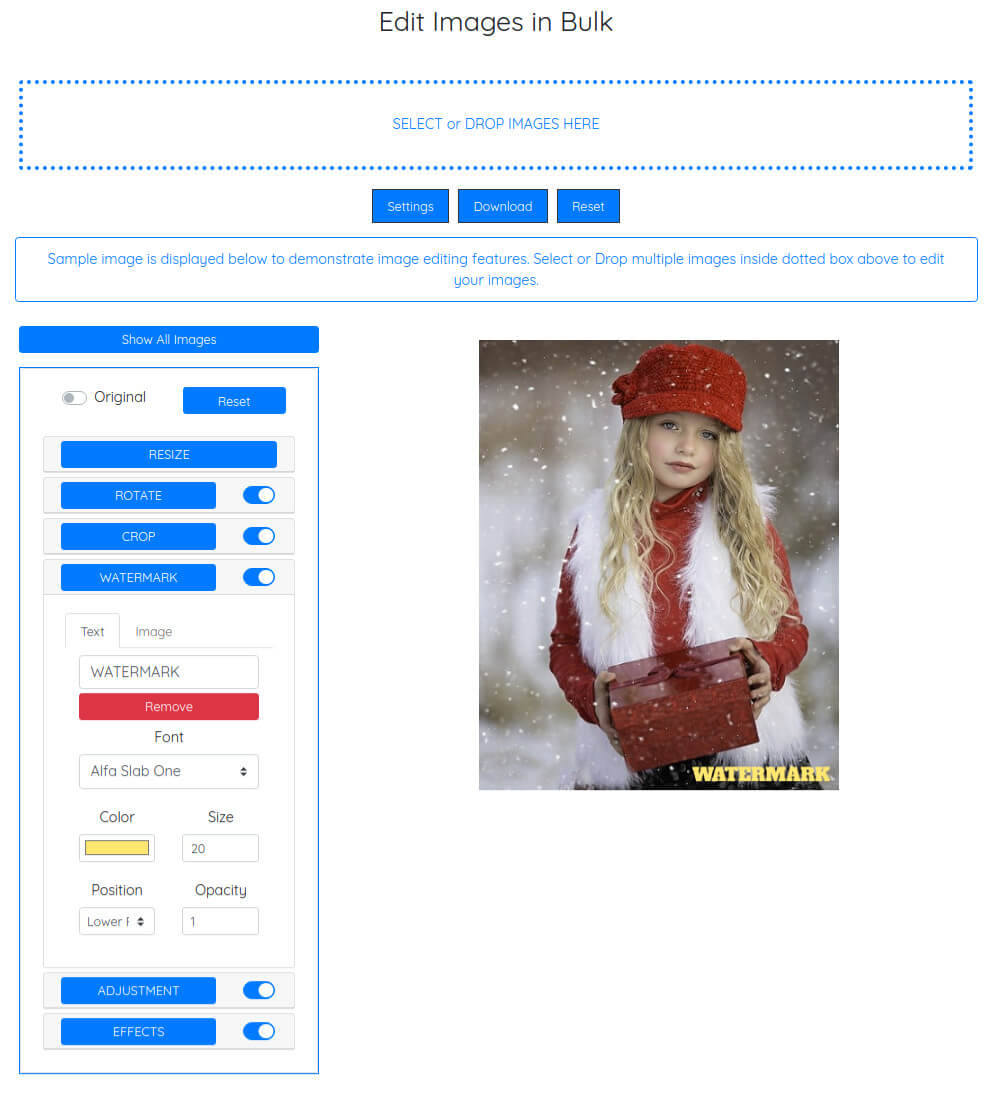 Edit Images in Bulk
SELECT or DROP IMAGES HERE
Settings
Download
Reset
Sample image is displayed below to demonstrate image editing features. Select or Drop multiple images inside dotted box above to edit
your images.
Show All Images
Original
Reset
RESIZE
ROTATE
CROP
WATERMARK
Text
Image
WATERMARK
Remove
Font
Alfa Slab One
Color
Size
20
Position
Opacity
Lower
1
ADJUSTMENT
EFFECTS
WATERMARK